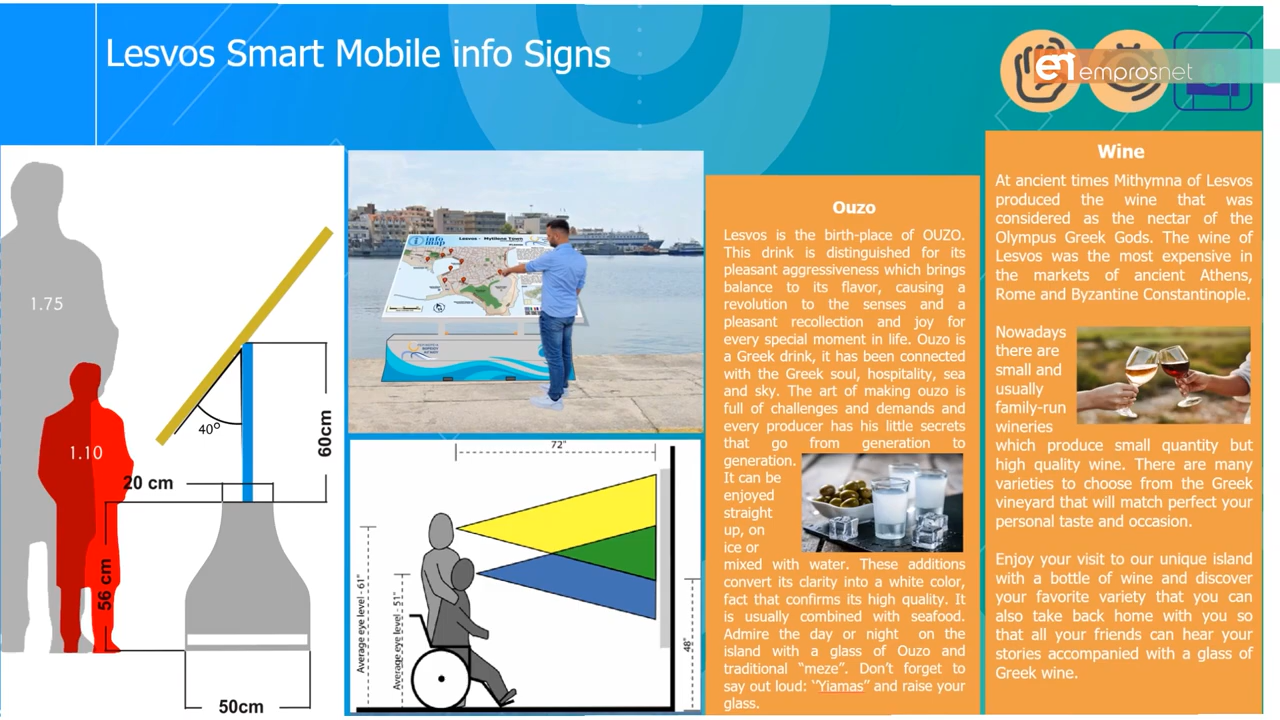 Lesvos Smart Mobile info Signs
emprosnet
1.75
1.10
40°
20 cm
60cm
56 cm
50cm
info
map
Lesvos - Mytilene Town
72"
Average eye level - 61"
Average eye level - 51"
48"
Ouzo
Lesvos is the birth-place of OUZO.
This drink is distinguished for its
pleasant aggressiveness which brings
balance to its flavor, causing a
revolution to the senses and a
pleasant recollection and joy for
every special moment in life. Ouzo is
a Greek drink, it has been connected
with the Greek soul, hospitality, sea
and sky. The art of making ouzo is
full of challenges and demands and
every producer has his little secrets
that go from generation to
generation.
It can be
enjoyed
straight
up, on
ice or
mixed with water. These additions
convert its clarity into a white color,
fact that confirms its high quality. It
is usually combined with seafood.
Admire the day or night on the
island with a glass of Ouzo and
traditional “meze”. Don’t forget to
say out loud: “Yiamas” and raise your
glass.
Wine
At ancient times Mithymna of Lesvos
produced the wine that was
considered as the nectar of the
Olympus Greek Gods. The wine of
Lesvos was the most expensive in
the markets of ancient Athens,
Rome and Byzantine Constantinople.
Nowadays
there are
small and
usually
family-run
wineries
which produce small quantity but
high quality wine. There are many
varieties to choose from the Greek
vineyard that will match perfect your
personal taste and occasion.
Enjoy your visit to our unique island
with a bottle of wine and discover
your favorite variety that you can
also take back home with you so
that all your friends can hear your
stories accompanied with a glass of
Greek wine.